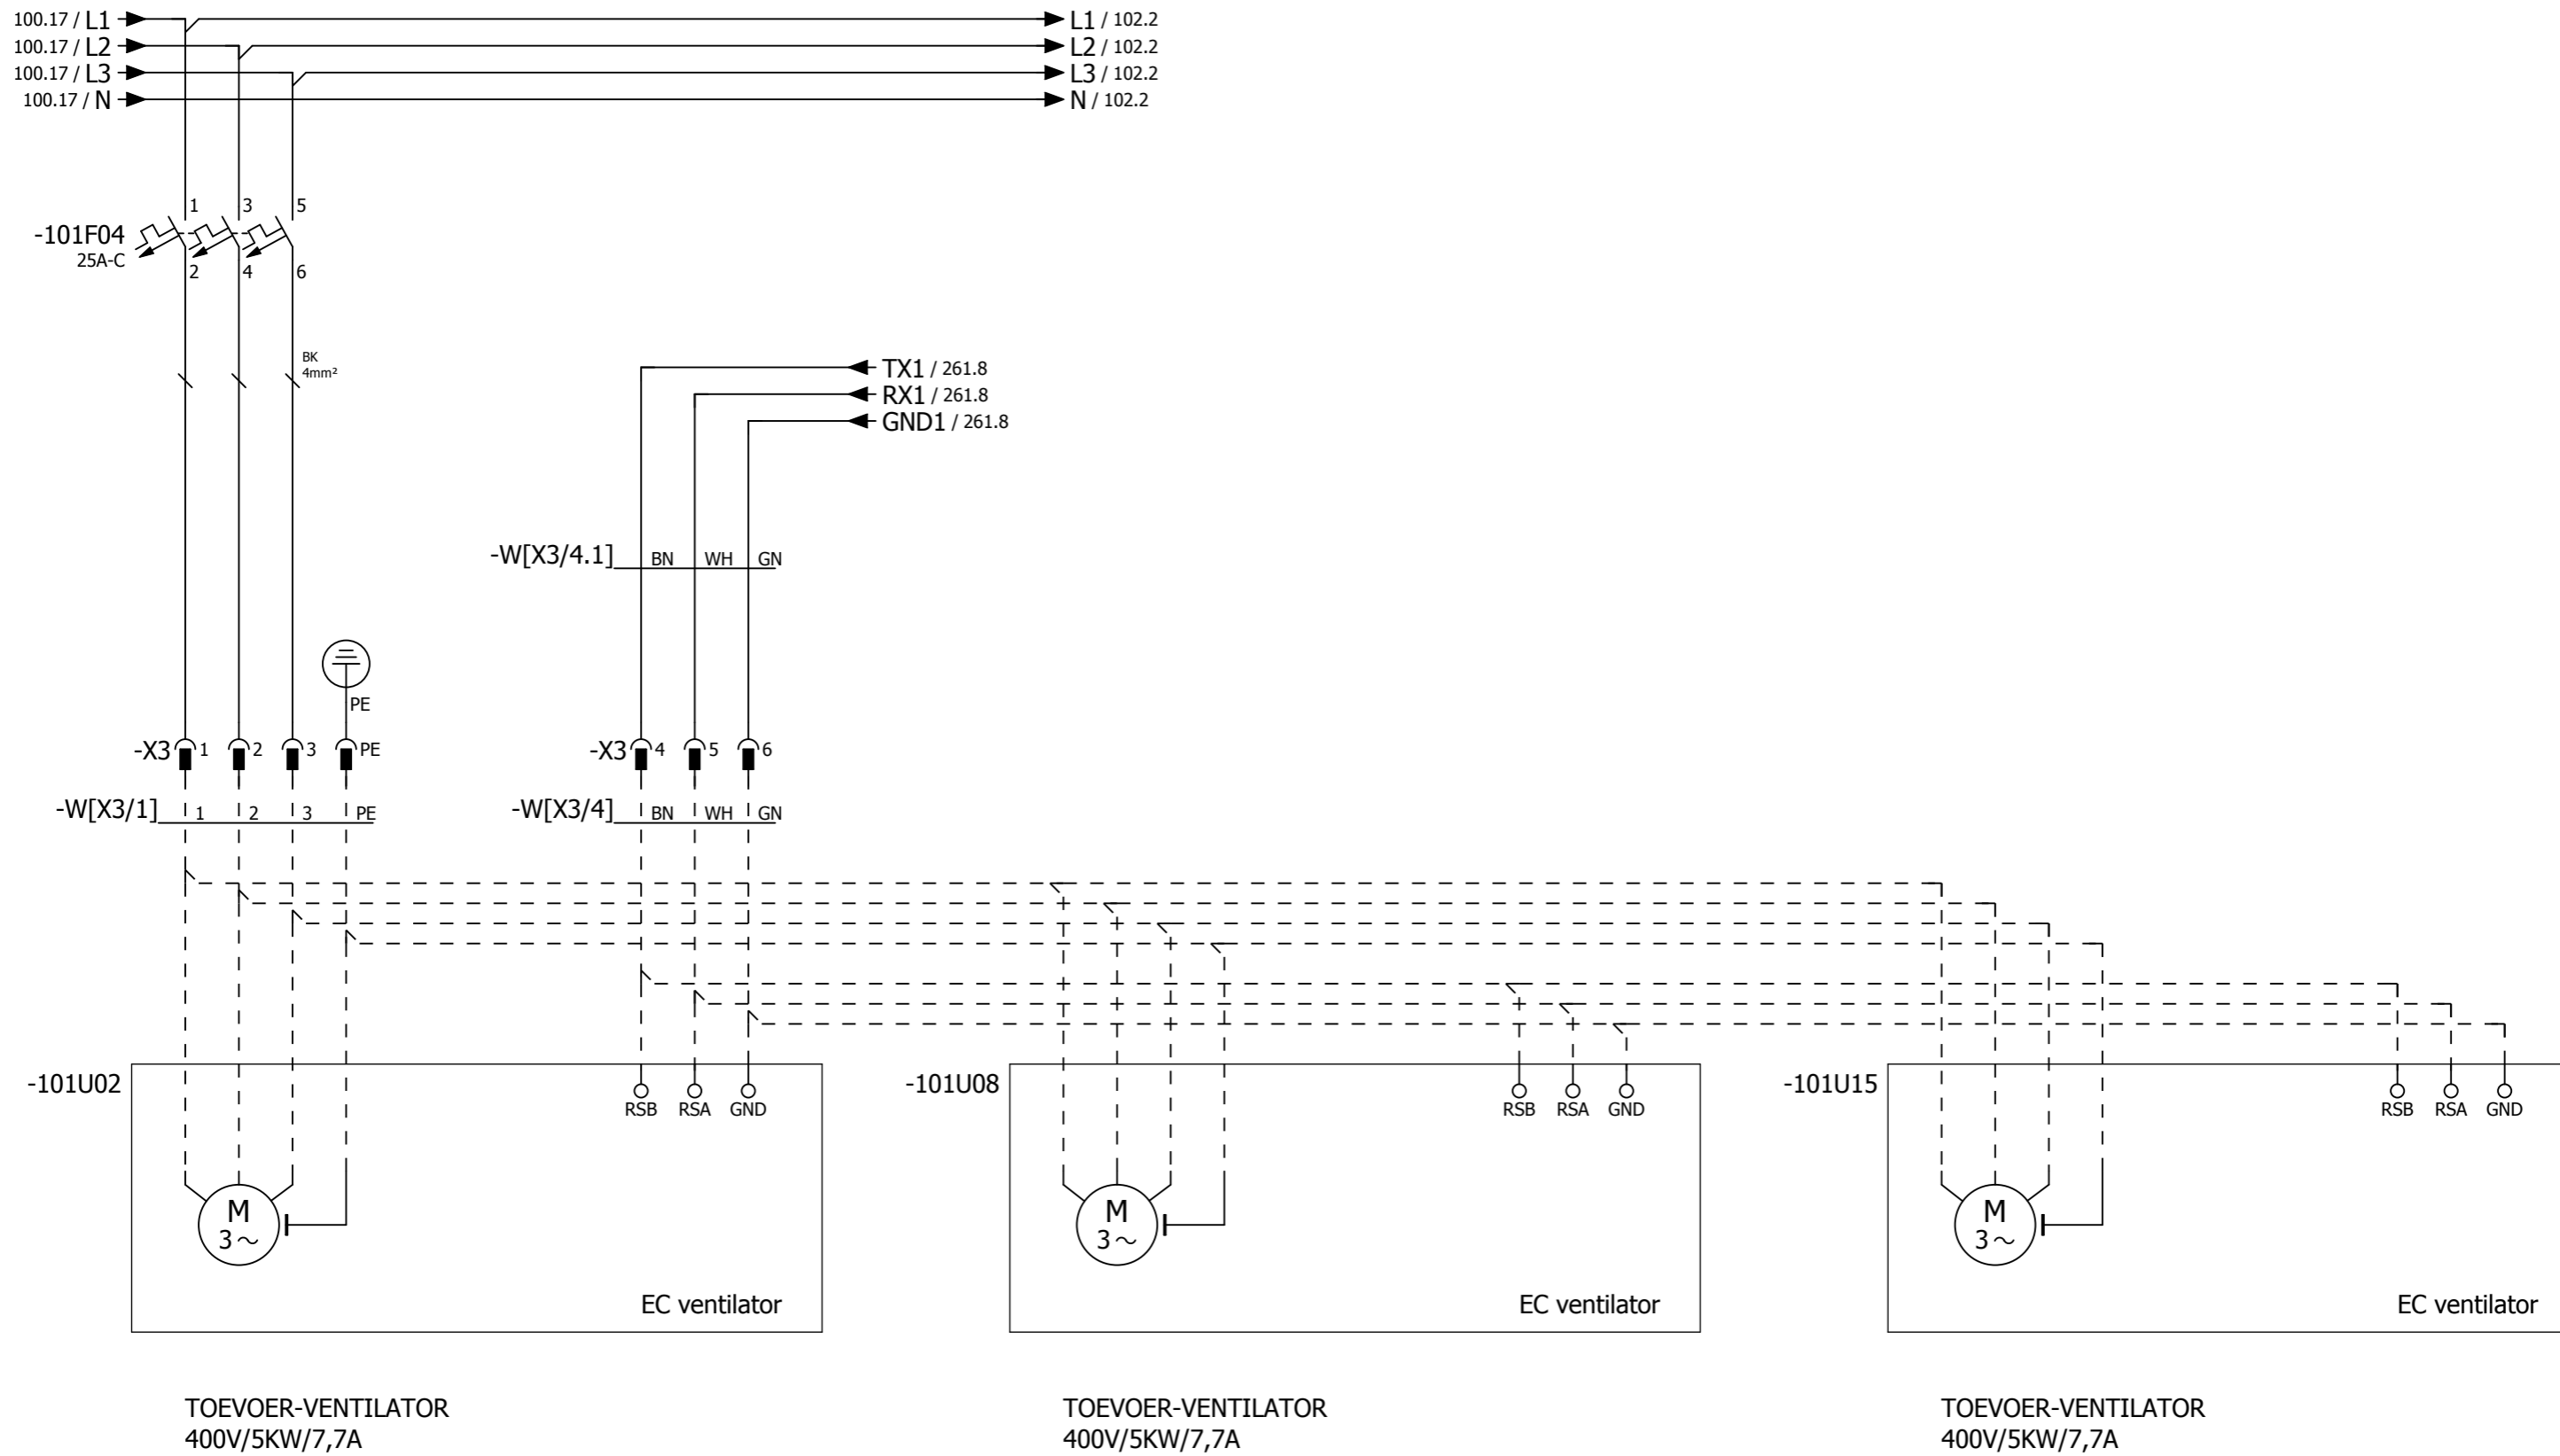 100.17 / L1
L1 / 102.2
100.17 / L2
L2 / 102.2
100.17 / L3
L3 / 102.2
100.17 / N
N / 102.2
1 3 5
-101F04
25A-C
2 4 6
BK
4mm²
TX1 / 261.8
RX1 / 261.8
GND1 / 261.8
-W[X3/4.1] BN WH GN
PE
-X3 1 2 3 PE
-X3 4 5 6
-W[X3/1] 1 2 3 PE
-W[X3/4] BN WH GN
-101U02
RSB RSA GND
M
3~
EC ventilator
-101U08
RSB RSA GND
M
3~
EC ventilator
-101U15
RSB RSA GND
M
3~
EC ventilator
TOEVOER-VENTILATOR
400V/5KW/7,7A
TOEVOER-VENTILATOR
400V/5KW/7,7A
TOEVOER-VENTILATOR
400V/5KW/7,7A